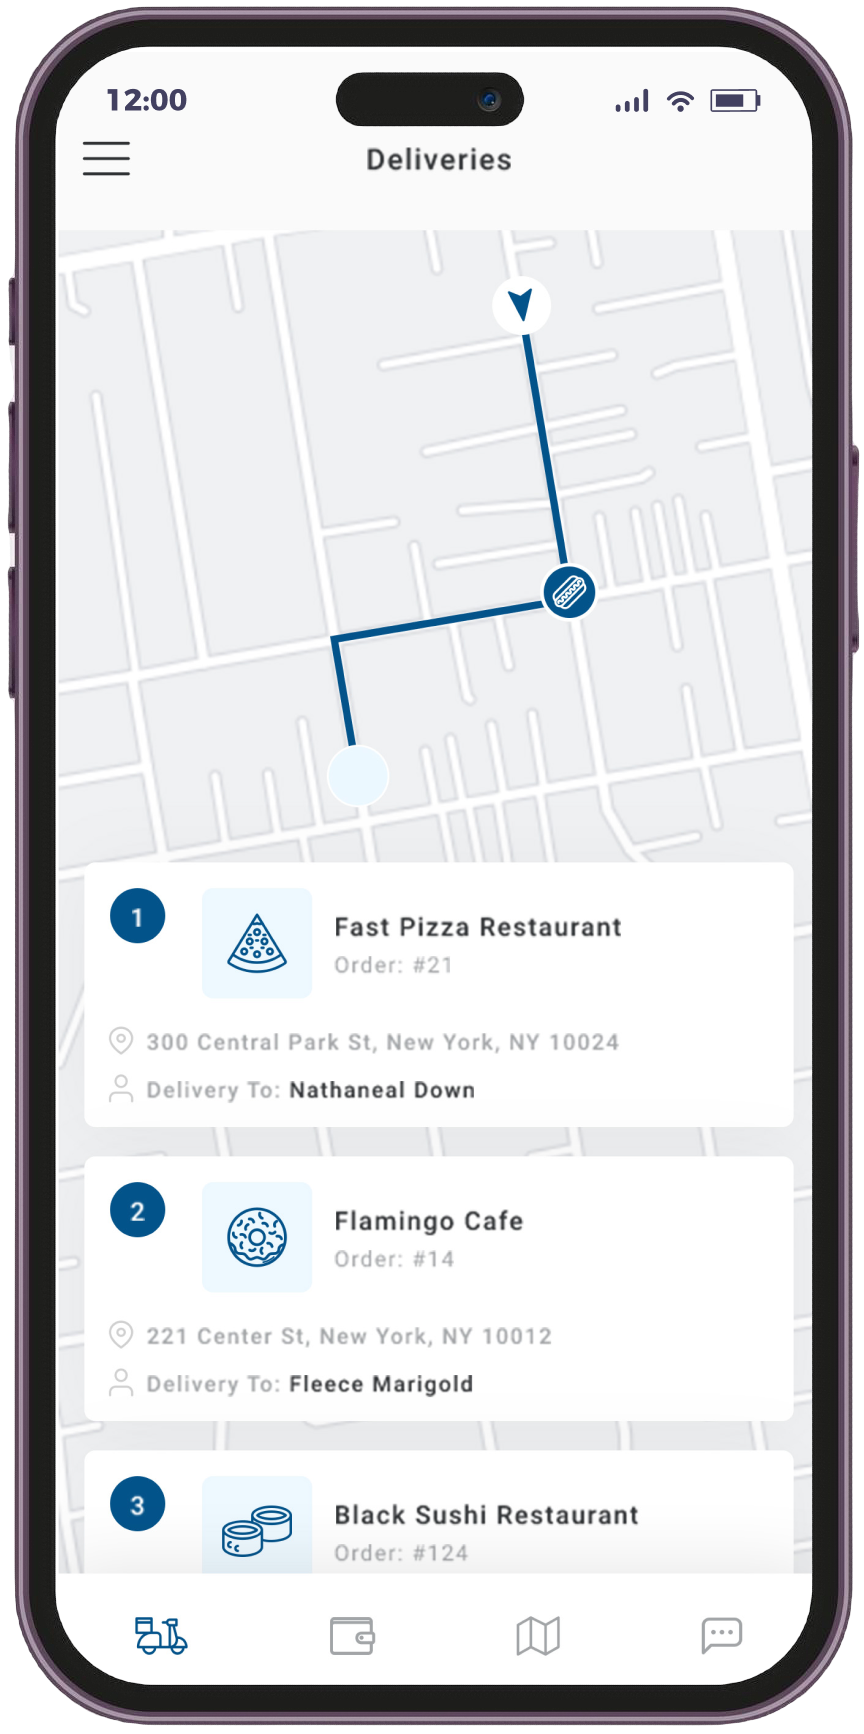 12:00
Deliveries
1
Fast Pizza Restaurant
Order: #21
300 Central Park St, New York, NY 10024
Delivery To: Nathaneal Down
2
Flamingo Cafe
Order: #14
221 Center St, New York, NY 10012
Delivery To: Fleece Marigold
3
Black Sushi Restaurant
Order: #124